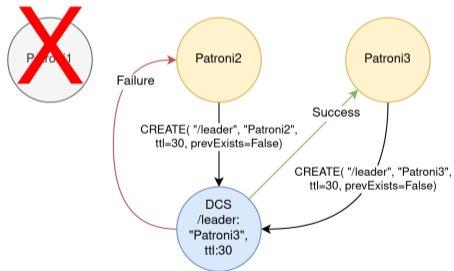 Patroni1
Patroni2
Patroni3
Failure
Success
CREATE( "/leader", "Patroni2",
ttl=30, prevExists=False)
CREATE( "/leader", "Patroni3",
ttl=30, prevExists=False)
DCS
/leader:
"Patroni3",
ttl:30